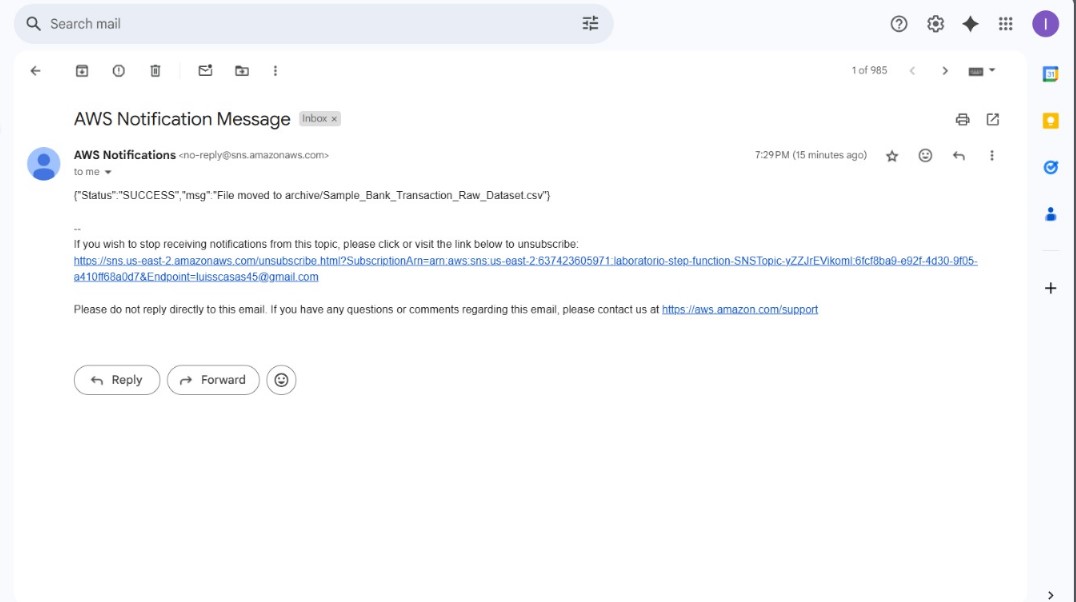 Search mail
I
1 of 985
31
AWS Notification Message Inbox ×
AWS Notifications <no-reply@sns.amazonaws.com>
7:29 PM (15 minutes ago)
to me
{"Status":"SUCCESS","msg":"File moved to archive/Sample_Bank_Transaction_Raw_Dataset.csv"}
--
If you wish to stop receiving notifications from this topic, please click or visit the link below to unsubscribe:
https://sns.us-east-2.amazonaws.com/unsubscribe.html?SubscriptionArn=arn:aws:sns:us-east-2:637423605971:laboratorio-step-function-SNSTopic-yZZJrEVikomI:6fcf8ba9-e92f-4d30-9f05-
a410ff68a0d7&Endpoint=luisscasas45@gmail.com
Please do not reply directly to this email. If you have any questions or comments regarding this email, please contact us at https://aws.amazon.com/support
Reply
Forward